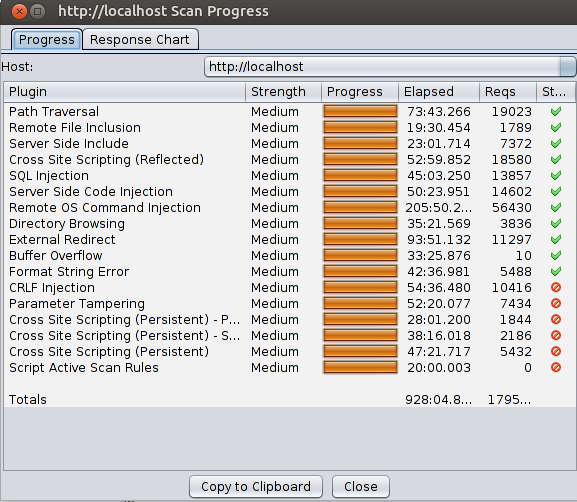 http://localhost Scan Progress
Progress Response Chart
Host: http://localhost
Plugin Strength Progress Elapsed Reqs St...
Path Traversal Medium 73:43.266 19023
Remote File Inclusion Medium 19:30.454 1789
Server Side Include Medium 23:01.714 7372
Cross Site Scripting (Reflected) Medium 52:59.852 18580
SQL Injection Medium 45:03.250 13857
Server Side Code Injection Medium 50:23.951 14602
Remote OS Command Injection Medium 205:50.2... 56430
Directory Browsing Medium 35:21.569 3836
External Redirect Medium 93:51.132 11297
Buffer Overflow Medium 33:25.876 10
Format String Error Medium 42:36.981 5488
CRLF Injection Medium 54:36.480 10416
Parameter Tampering Medium 52:20.077 7434
Cross Site Scripting (Persistent) - P... Medium 28:01.200 1844
Cross Site Scripting (Persistent) - S... Medium 38:16.018 2186
Cross Site Scripting (Persistent) Medium 47:21.717 5432
Script Active Scan Rules Medium 20:00.003 0
Totals 928:04.8... 1795...
Copy to Clipboard Close